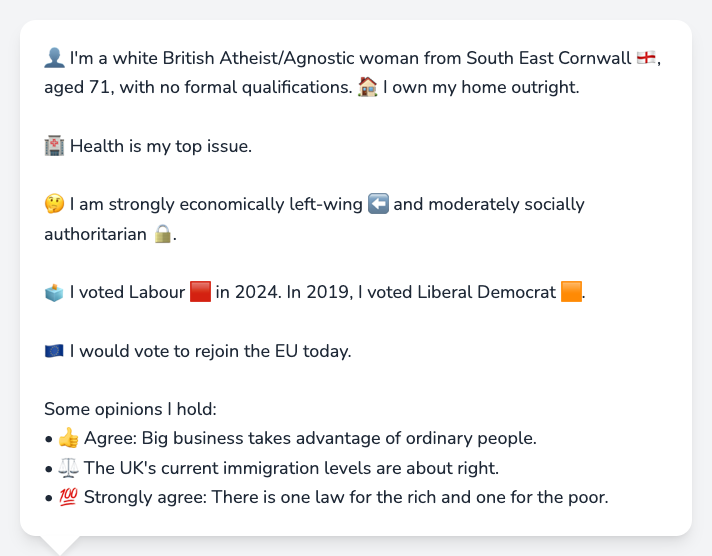 👤 I'm a white British Atheist/Agnostic woman from South East Cornwall 🏴󠁧󠁢󠁥󠁮󠁧󠁿,
aged 71, with no formal qualifications. 🏠 I own my home outright.
🏥 Health is my top issue.
🤔 I am strongly economically left-wing ⬅️ and moderately socially
authoritarian 🔒.
🗳️ I voted Labour 🟥 in 2024. In 2019, I voted Liberal Democrat 🟧.
🇪🇺 I would vote to rejoin the EU today.
Some opinions I hold:
• 👍 Agree: Big business takes advantage of ordinary people.
• ⚖️ The UK's current immigration levels are about right.
• 💯 Strongly agree: There is one law for the rich and one for the poor.